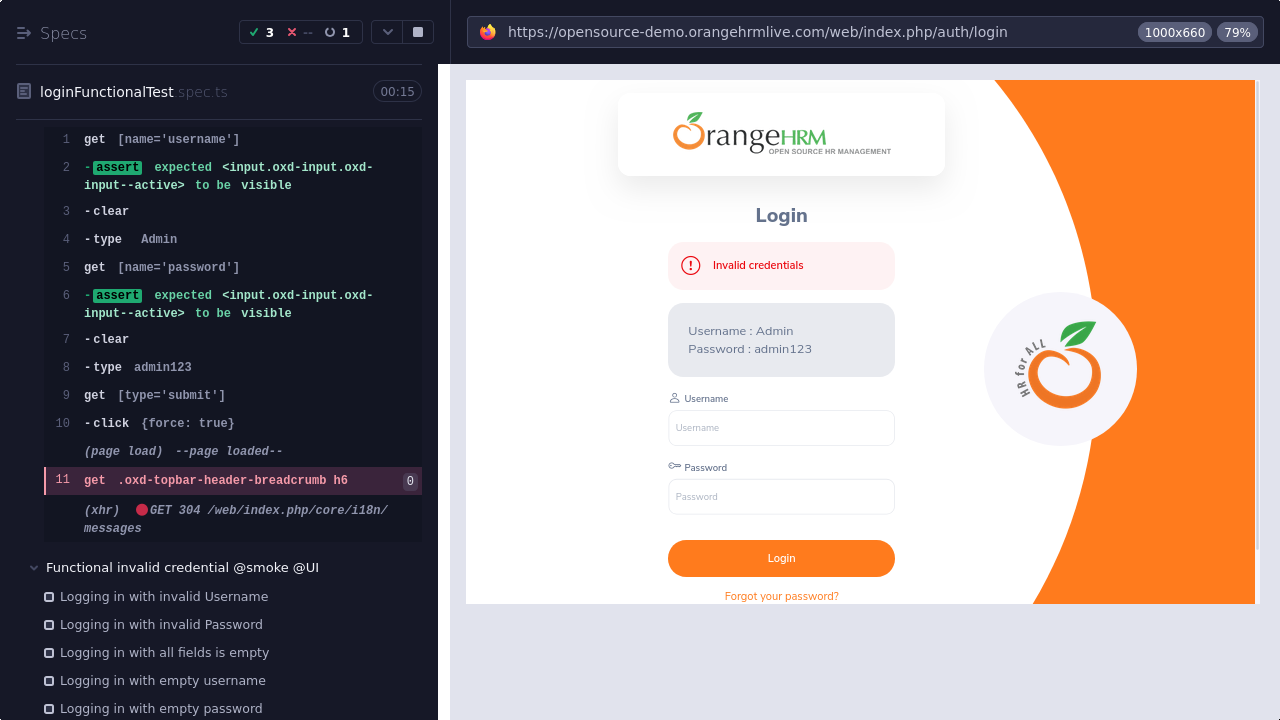 Specs
3
--
1
loginFunctionalTest.spec.ts
00:15
1 get [name='username']
2 -assert expected <input.oxd-input.oxd-
input--active> to be visible
3 -clear
4 -type Admin
5 get [name='password']
6 -assert expected <input.oxd-input.oxd-
input--active> to be visible
7 -clear
8 -type admin123
9 get [type='submit']
10 -click {force: true}
(page load) --page loaded--
11 get .oxd-topbar-header-breadcrumb h6 0
(xhr) GET 304 /web/index.php/core/i18n/
messages
Functional invalid credential @smoke @UI
Logging in with invalid Username
Logging in with invalid Password
Logging in with all fields is empty
Logging in with empty username
Logging in with empty password
https://opensource-demo.orangehrmlive.com/web/index.php/auth/login
1000x660
79%
OrangeHRM
OPEN SOURCE HR MANAGEMENT
Login
Invalid credentials
Username : Admin
Password : admin123
Username
Username
Password
Password
Login
Forgot your password?
HR for ALL